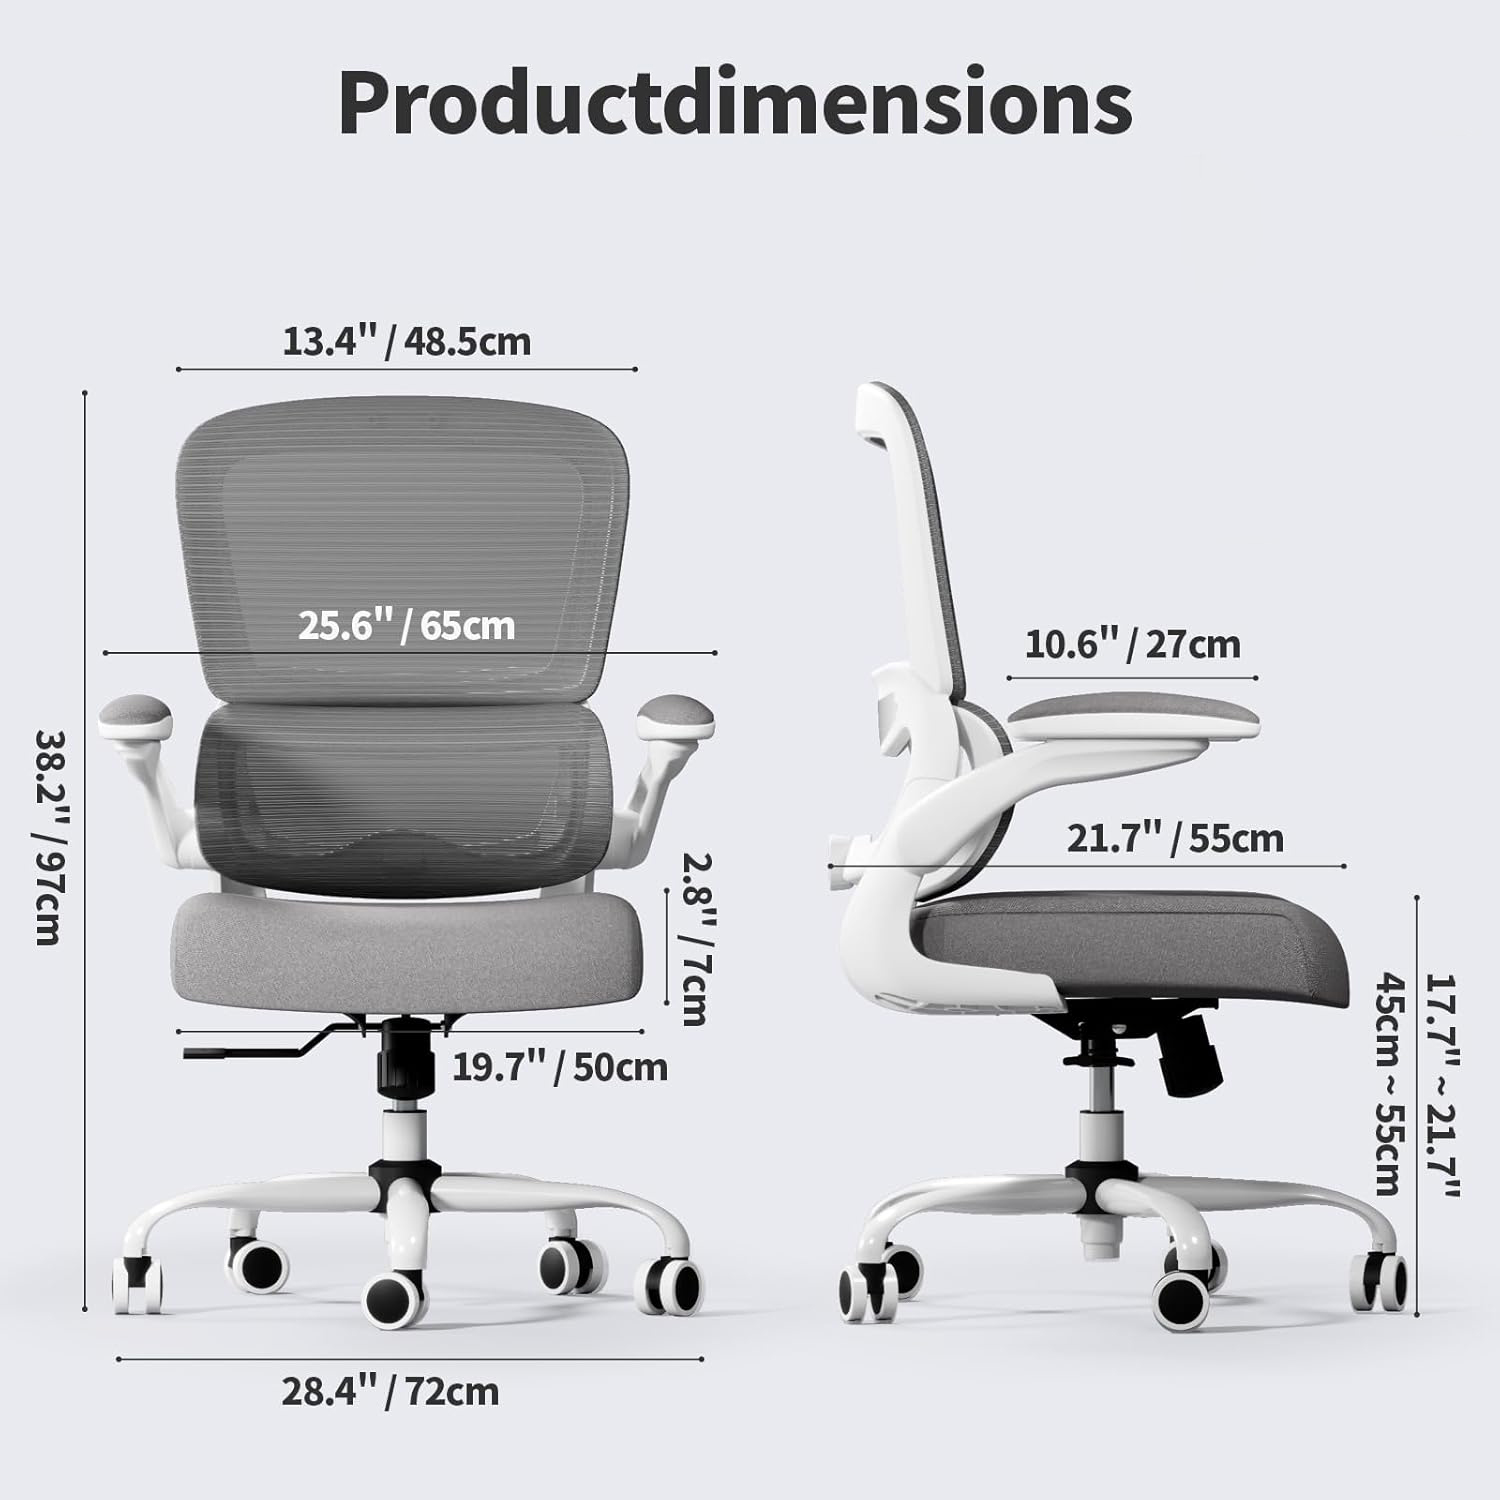 Productdimensions
13.4" / 48.5cm
25.6" / 65cm
10.6" / 27cm
38.2" / 97cm
21.7" / 55cm
2.8" / 7cm
17.7" ~ 21.7"
45cm ~ 55cm
19.7" / 50cm
28.4" / 72cm